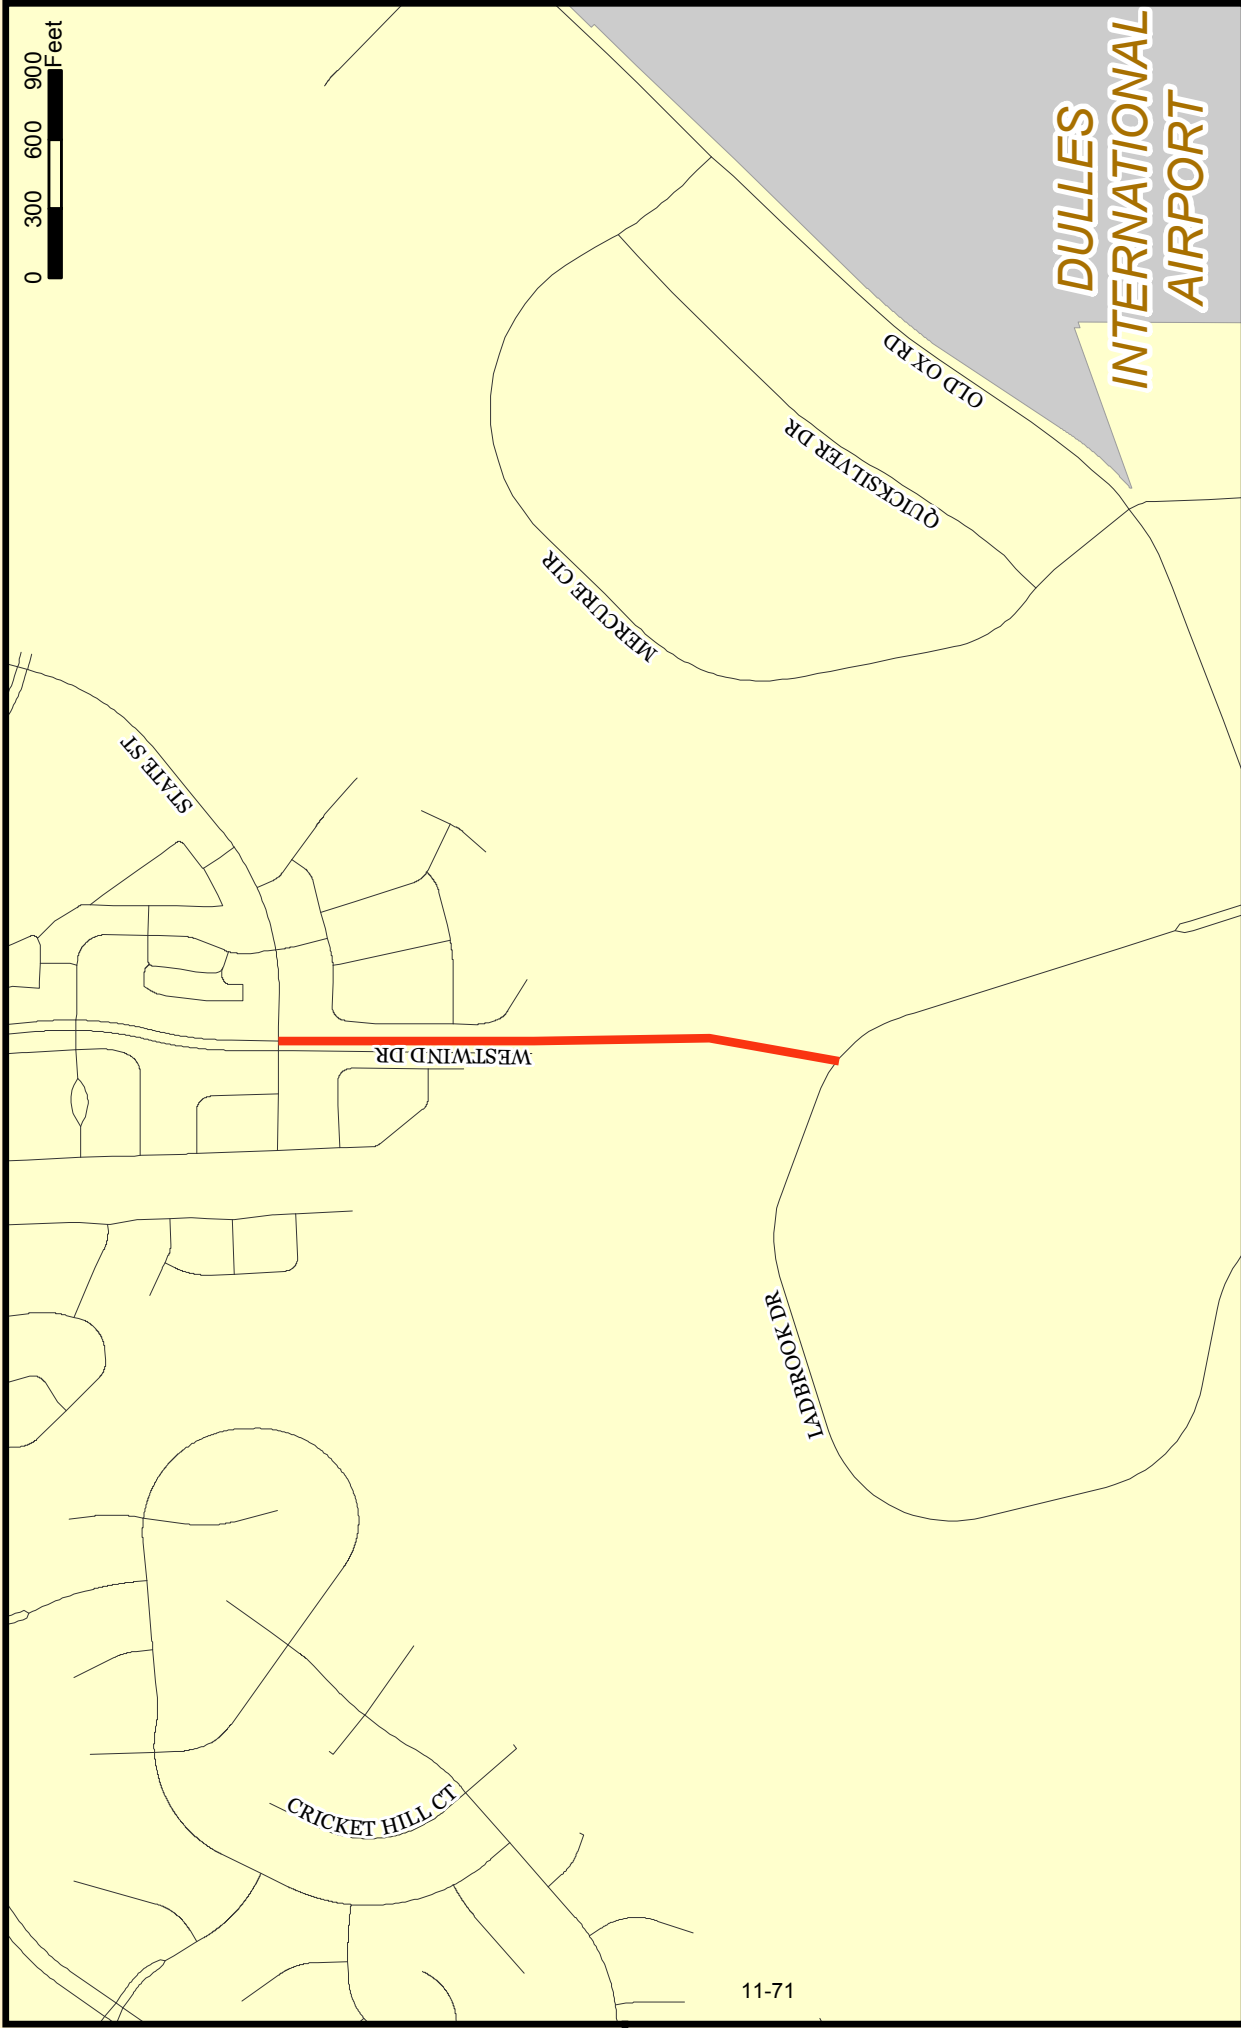 0 300 600 900
Feet
DULLES
INTERNATIONAL
AIRPORT
OLD OX RD
QUICKSILVER DR
MERCURE CIR
STATE ST
WESTWIND DR
LADBROOK DR
CRICKET HILL CT
11-71